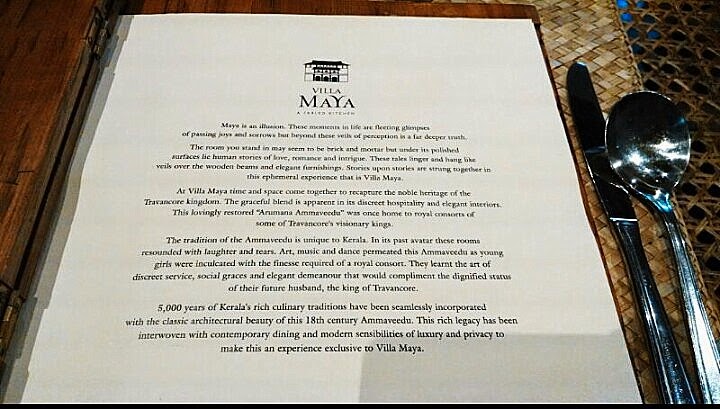 VILLA
MAYA
A FABLED KITCHEN
Maya is an illusion. These moments in life are fleeting glimpses
of passing joys and sorrows but beyond these veils of perception is a far deeper truth.
The room you stand in may seem to be brick and mortar but under its polished
surfaces lie human stories of love, romance and intrigue. These tales linger and hang like
veils over the wooden beams and elegant furnishings. Stories upon stories are strung together in
this ephemeral experience that is Villa Maya.
At Villa Maya time and space come together to recapture the noble heritage of the
Travancore kingdom. The graceful blend is apparent in its discreet hospitality and elegant interiors.
This lovingly restored "Arumana Ammaveedu" was once home to royal consorts of
some of Travancore's visionary kings.
The tradition of the Ammaveedu is unique to Kerala. In its past avatar these rooms
resounded with laughter and tears. Art, music and dance permeated this Ammaveedu as young
girls were inculcated with the finesse required of a royal consort. They learnt the art of
discreet service, social graces and elegant demeanour that would compliment the dignified status
of their future husband, the king of Travancore.
5,000 years of Kerala's rich culinary traditions have been seamlessly incorporated
with the classic architectural beauty of this 18th century Ammaveedu. This rich legacy has been
interwoven with contemporary dining and modern sensibilities of luxury and privacy to
make this an experience exclusive to Villa Maya.